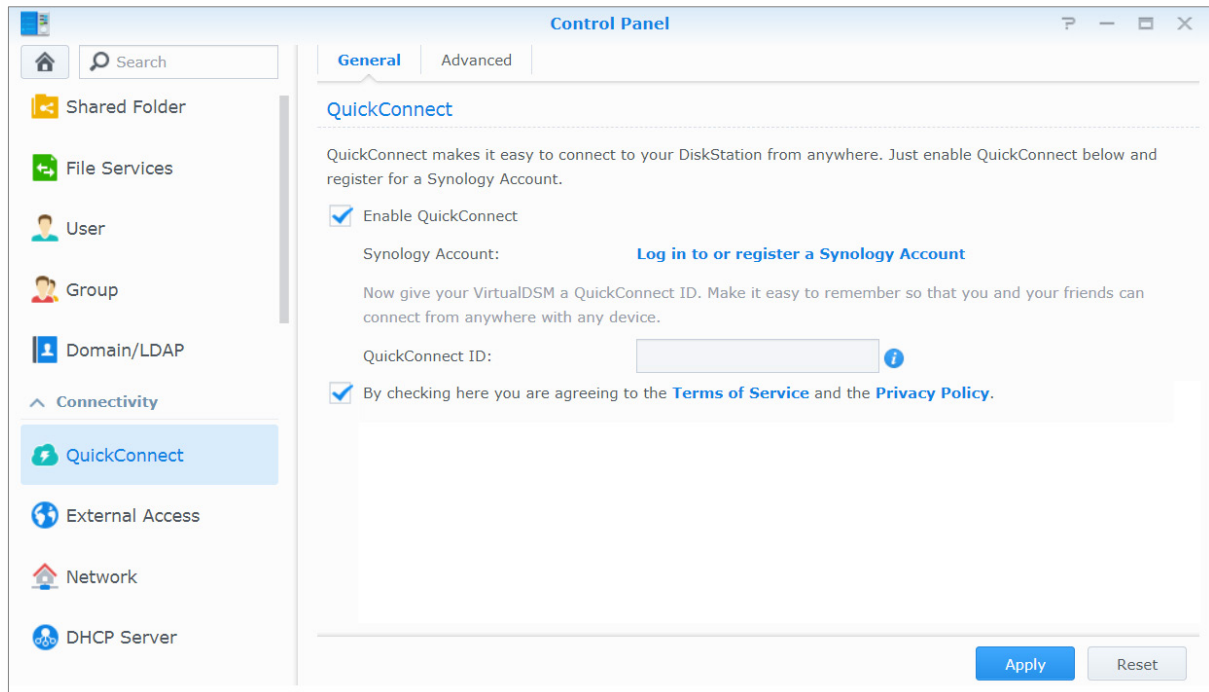 Control Panel
Search
Shared Folder
File Services
User
Group
Domain/LDAP
Connectivity
QuickConnect
External Access
Network
DHCP Server
General Advanced
QuickConnect
QuickConnect makes it easy to connect to your DiskStation from anywhere. Just enable QuickConnect below and
register for a Synology Account.
Enable QuickConnect
Synology Account: Log in to or register a Synology Account
Now give your VirtualDSM a QuickConnect ID. Make it easy to remember so that you and your friends can
connect from anywhere with any device.
QuickConnect ID:
By checking here you are agreeing to the Terms of Service and the Privacy Policy.
Apply Reset